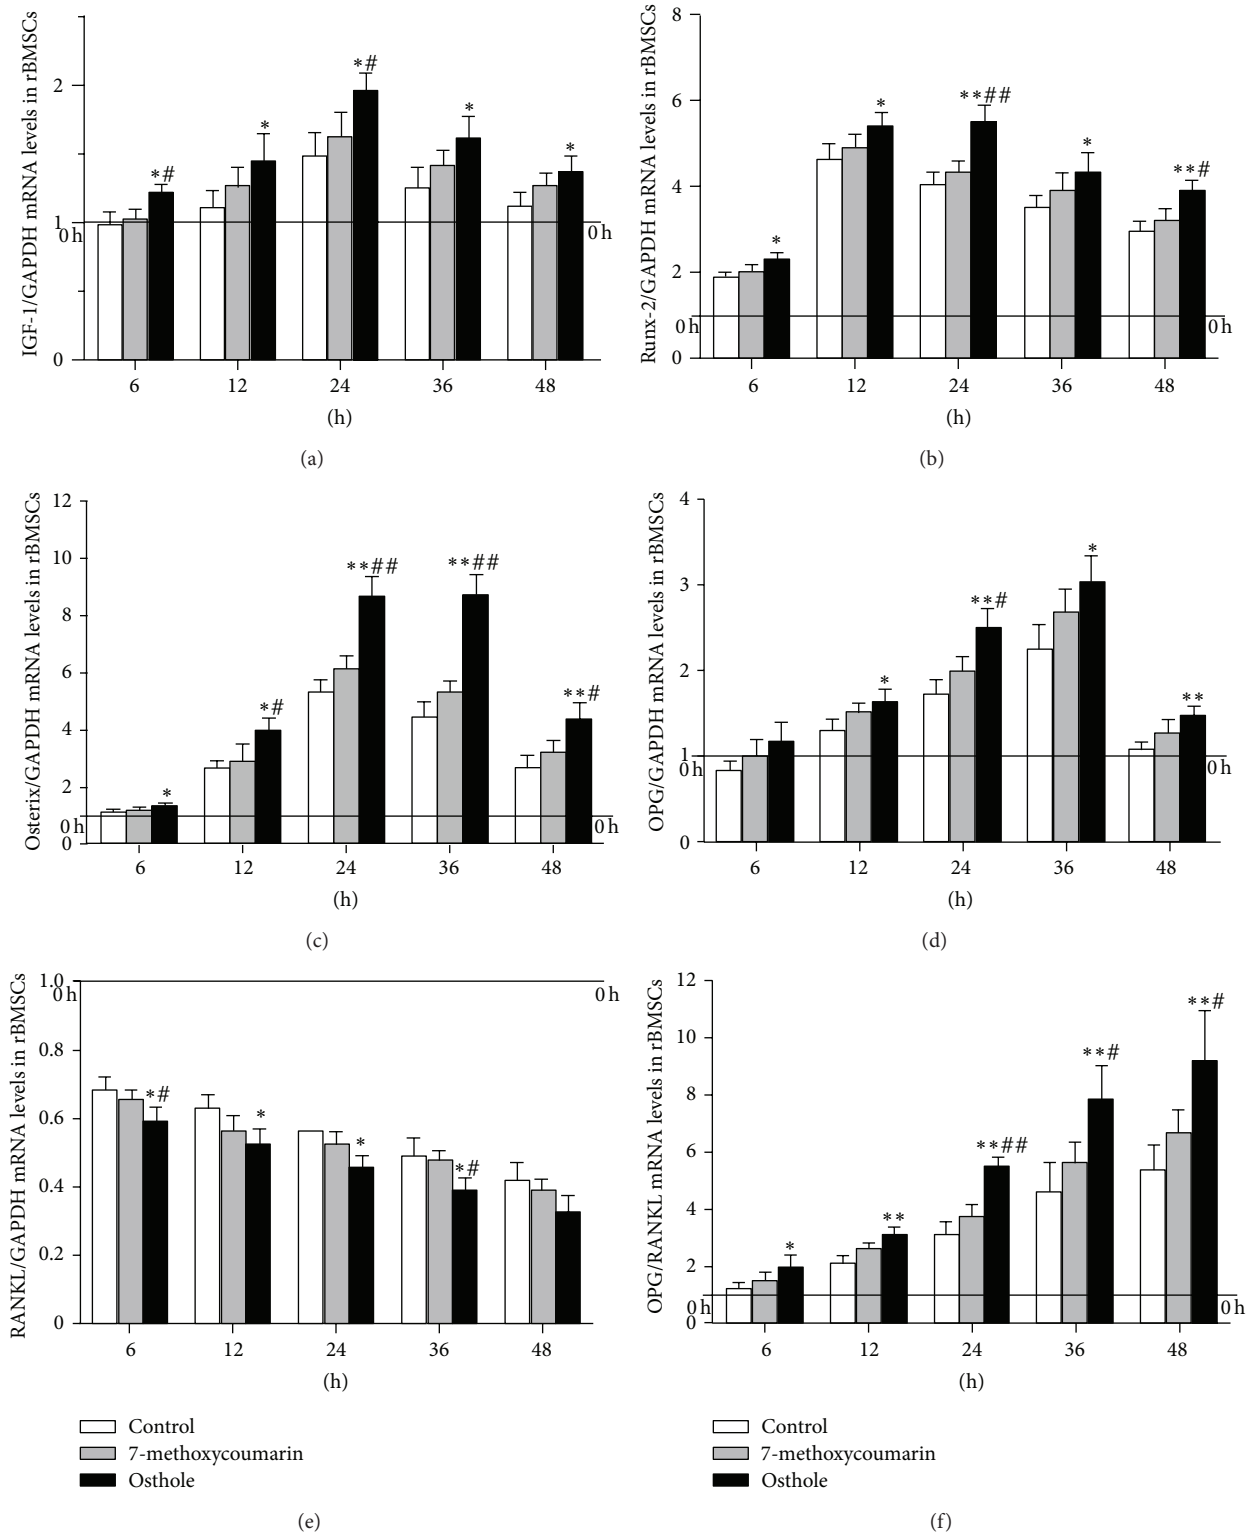 IGF-1/GAPDH mRNA levels in rBMSCs
2
*#
*
*#
*
*
1
0 h
0 h
0
6 12 24 36 48
(h)
(a)
Runx-2/GAPDH mRNA levels in rBMSCs
8
6
4
2
0
*
*
**##
*
**#
0 h
0 h
6 12 24 36 48
(h)
(b)
Osterix/GAPDH mRNA levels in rBMSCs
12
10
8
6
4
2
0
*
*#
**##
**##
**#
0 h
0 h
6 12 24 36 48
(h)
(c)
OPG/GAPDH mRNA levels in rBMSCs
4
3
2
1
0
*
**#
*
**
0 h
0 h
6 12 24 36 48
(h)
(d)
RANKL/GAPDH mRNA levels in rBMSCs
1.0
0 h
0 h
0.8
0.6
0.4
0.2
0
*#
*
*
*#
6 12 24 36 48
(h)
Control
7-methoxycoumarin
Osthole
(e)
OPG/RANKL mRNA levels in rBMSCs
12
10
8
6
4
2
0
*
**
**##
**#
**#
0 h
0 h
6 12 24 36 48
(h)
Control
7-methoxycoumarin
Osthole
(f)